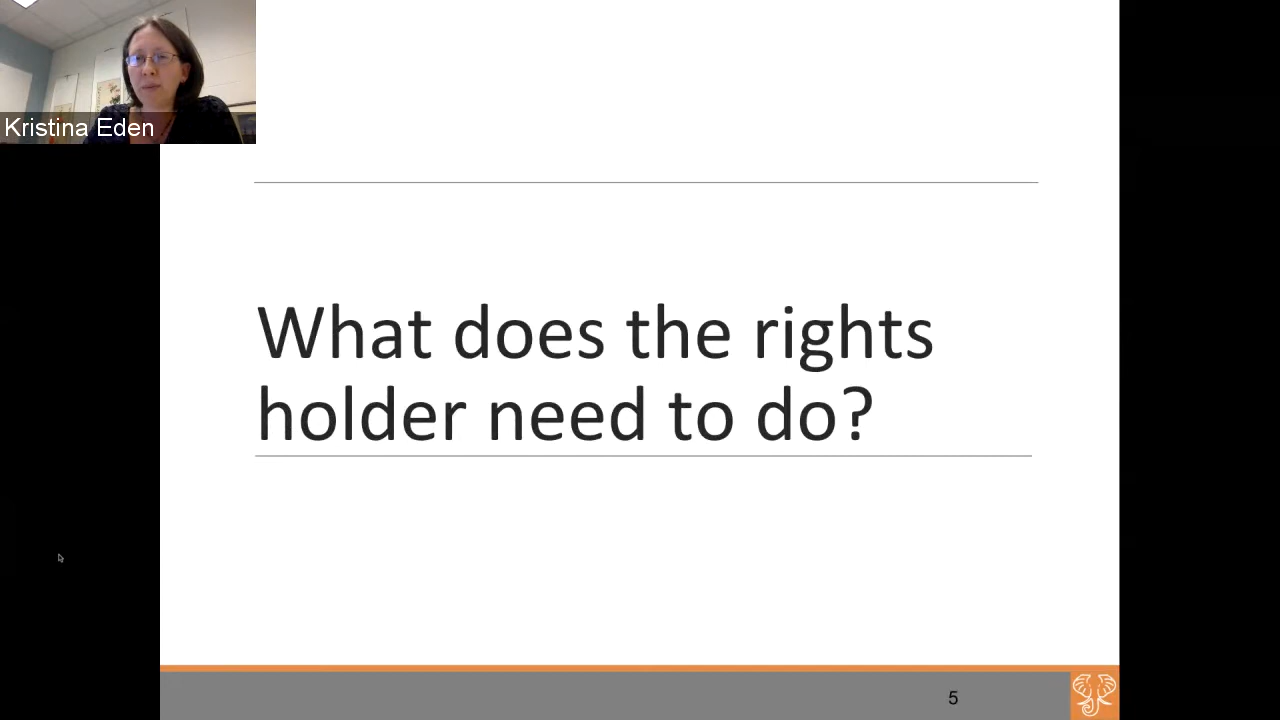 Kristina Eden
What does the rights
holder need to do?
5